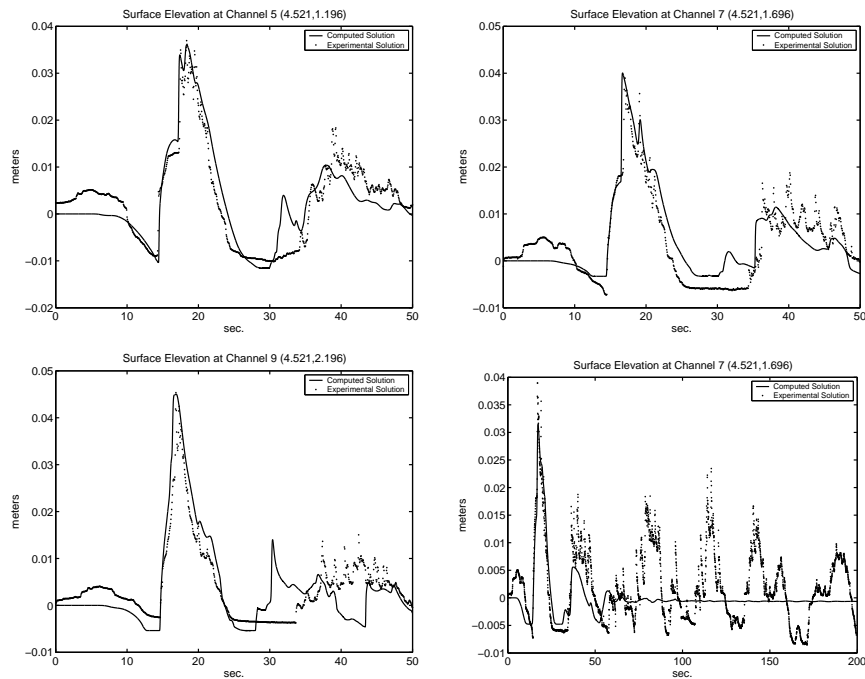 Surface Elevation at Channel 5 (4.521,1.196)
Computed Solution
Experimental Solution
0.04
0.03
0.02
0.01
0
−0.01
−0.02
meters
0 10 20 30 40 50
sec.
Surface Elevation at Channel 7 (4.521,1.696)
Computed Solution
Experimental Solution
0.05
0.04
0.03
0.02
0.01
0
−0.01
meters
0 10 20 30 40 50
sec.
Surface Elevation at Channel 9 (4.521,2.196)
Computed Solution
Experimental Solution
0.05
0.04
0.03
0.02
0.01
0
−0.01
meters
0 10 20 30 40 50
sec.
Surface Elevation at Channel 7 (4.521,1.696)
Computed Solution
Experimental Solution
0.04
0.035
0.03
0.025
0.02
0.015
0.01
0.005
0
−0.005
−0.01
meters
0 50 100 150 200
sec.